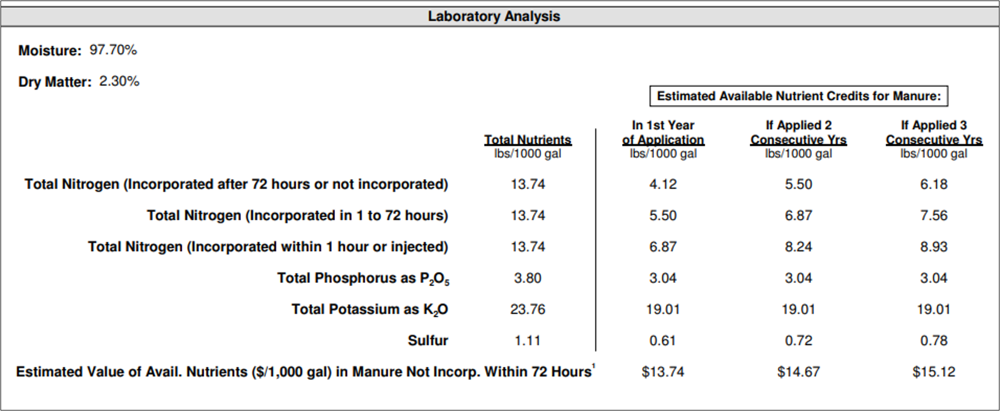 Laboratory Analysis
Moisture: 97.70%
Dry Matter: 2.30%
Estimated Available Nutrient Credits for Manure:
In 1st Year If Applied 2 If Applied 3
Total Nutrients of Application Consecutive Yrs Consecutive Yrs
lbs/1000 gal lbs/1000 gal lbs/1000 gal lbs/1000 gal
Total Nitrogen (Incorporated after 72 hours or not incorporated) 13.74 4.12 5.50 6.18
Total Nitrogen (Incorporated in 1 to 72 hours) 13.74 5.50 6.87 7.56
Total Nitrogen (Incorporated within 1 hour or injected) 13.74 6.87 8.24 8.93
Total Phosphorus as P₂O₅ 3.80 3.04 3.04 3.04
Total Potassium as K₂O 23.76 19.01 19.01 19.01
Sulfur 1.11 0.61 0.72 0.78
Estimated Value of Avail. Nutrients ($/1,000 gal) in Manure Not Incorp. Within 72 Hours¹ $13.74 $14.67 $15.12